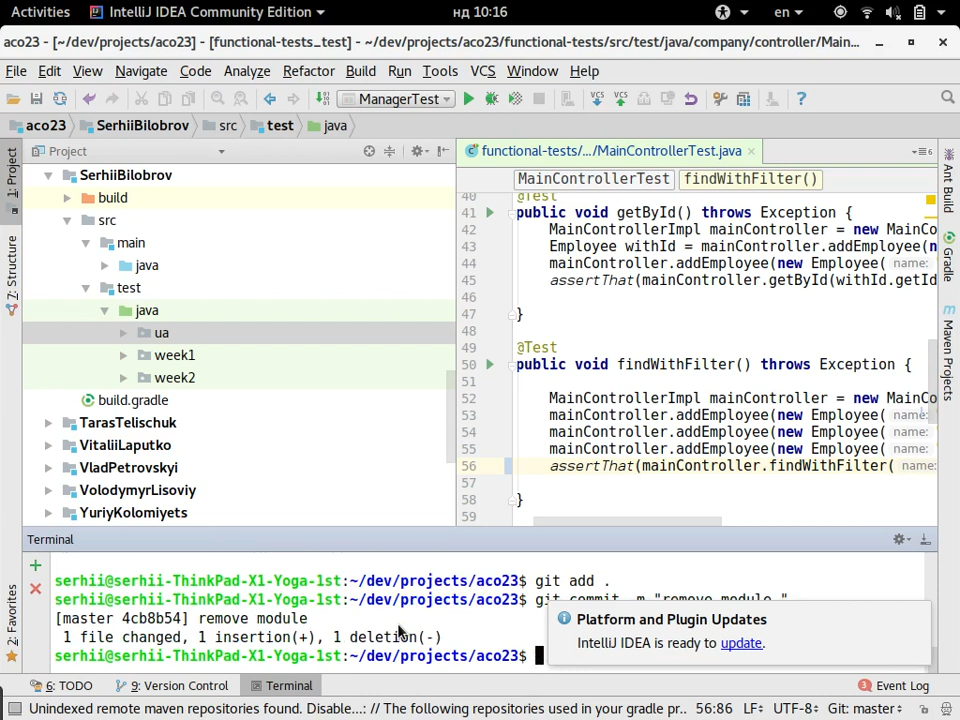 Activities
IntelliJ IDEA Community Edition
нд 10:16
en
aco23 - [~/dev/projects/aco23] - [functional-tests_test] - ~/dev/projects/aco23/functional-tests/src/test/java/company/controller/Main...
File Edit View Navigate Code Analyze Refactor Build Run Tools VCS Window Help
ManagerTest
VCS VCS
aco23 SerhiiBilobrov src test java
Project
functional-tests/.../MainControllerTest.java
6
MainControllerTest findWithFilter()
1: Project
7: Structure
2: Favorites
SerhiiBilobrov
build
src
main
java
test
java
ua
week1
week2
build.gradle
TarasTelischuk
VitaliiLaputko
VladPetrovskyi
VolodymyrLisoviy
YuriyKolomiyets
40 @Test
41 public void getById() throws Exception {
42 MainControllerImpl mainController = new MainCo
43 Employee withId = mainController.addEmployee(n
44 mainController.addEmployee(new Employee( name:
45 assertThat(mainController.getById(withId.getId
46
47 }
48
49 @Test
50 public void findWithFilter() throws Exception {
51
52 MainControllerImpl mainController = new MainCo
53 mainController.addEmployee(new Employee( name:
54 mainController.addEmployee(new Employee( name:
55 mainController.addEmployee(new Employee( name:
56 assertThat(mainController.findWithFilter( name:
57
58 }
59
Ant Build
Gradle
Maven Projects
Terminal
serhii@serhii-ThinkPad-X1-Yoga-1st:~/dev/projects/aco23$ git add .
serhii@serhii-ThinkPad-X1-Yoga-1st:~/dev/projects/aco23$ git commit -m "remove module "
[master 4cb8b54] remove module
1 file changed, 1 insertion(+), 1 deletion(-)
serhii@serhii-ThinkPad-X1-Yoga-1st:~/dev/projects/aco23$
Platform and Plugin Updates
IntelliJ IDEA is ready to update.
6: TODO 9: Version Control Terminal 3 Event Log
Unindexed remote maven repositories found. Disable...: // The following repositories used in your gradle pr... 56:86 LF UTF-8 Git: master